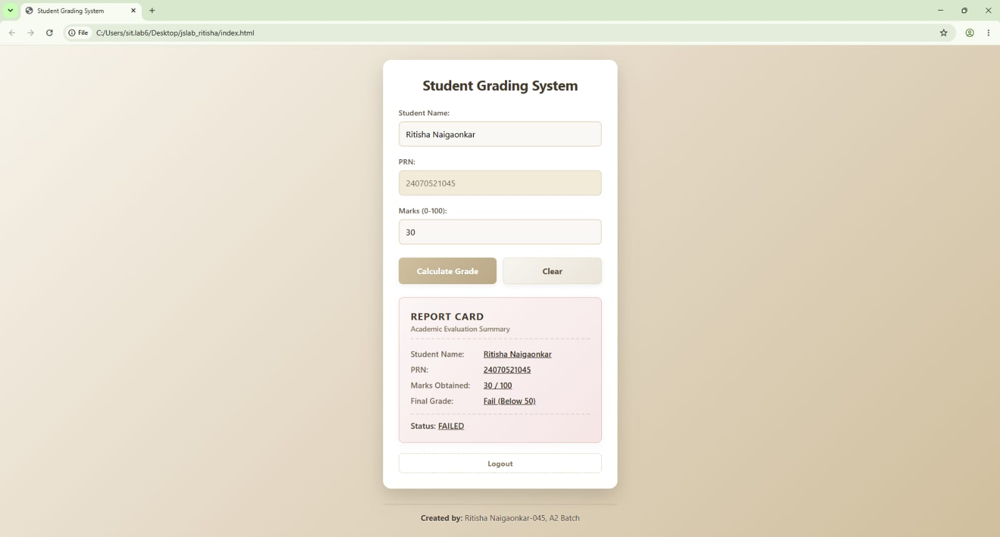 Student Grading System
File C:/Users/sit.lab6/Desktop/jslab_ritisha/index.html
Student Grading System
Student Name:
Ritisha Naigaonkar
PRN:
24070521045
Marks (0-100):
30
Calculate Grade Clear
REPORT CARD
Academic Evaluation Summary
Student Name: Ritisha Naigaonkar
PRN: 24070521045
Marks Obtained: 30 / 100
Final Grade: Fail (Below 50)
Status: FAILED
Logout
Created by: Ritisha Naigaonkar-045, A2 Batch